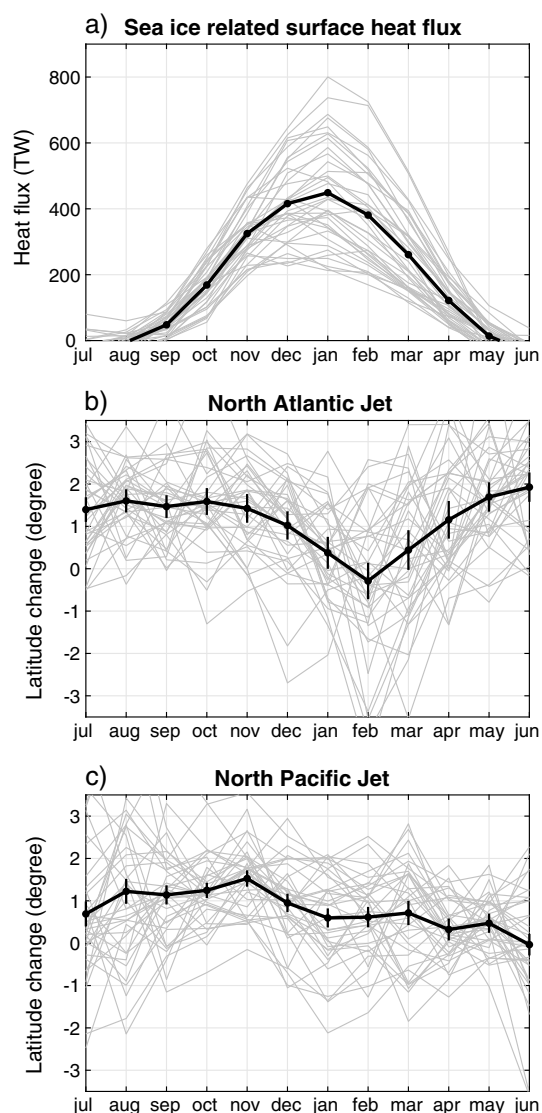 a) Sea ice related surface heat flux
800
600
400
200
0
Heat flux (TW)
jul aug sep oct nov dec jan feb mar apr may jun
b) North Atlantic Jet
3
2
1
0
-1
-2
-3
Latitude change (degree)
jul aug sep oct nov dec jan feb mar apr may jun
c) North Pacific Jet
3
2
1
0
-1
-2
-3
Latitude change (degree)
jul aug sep oct nov dec jan feb mar apr may jun